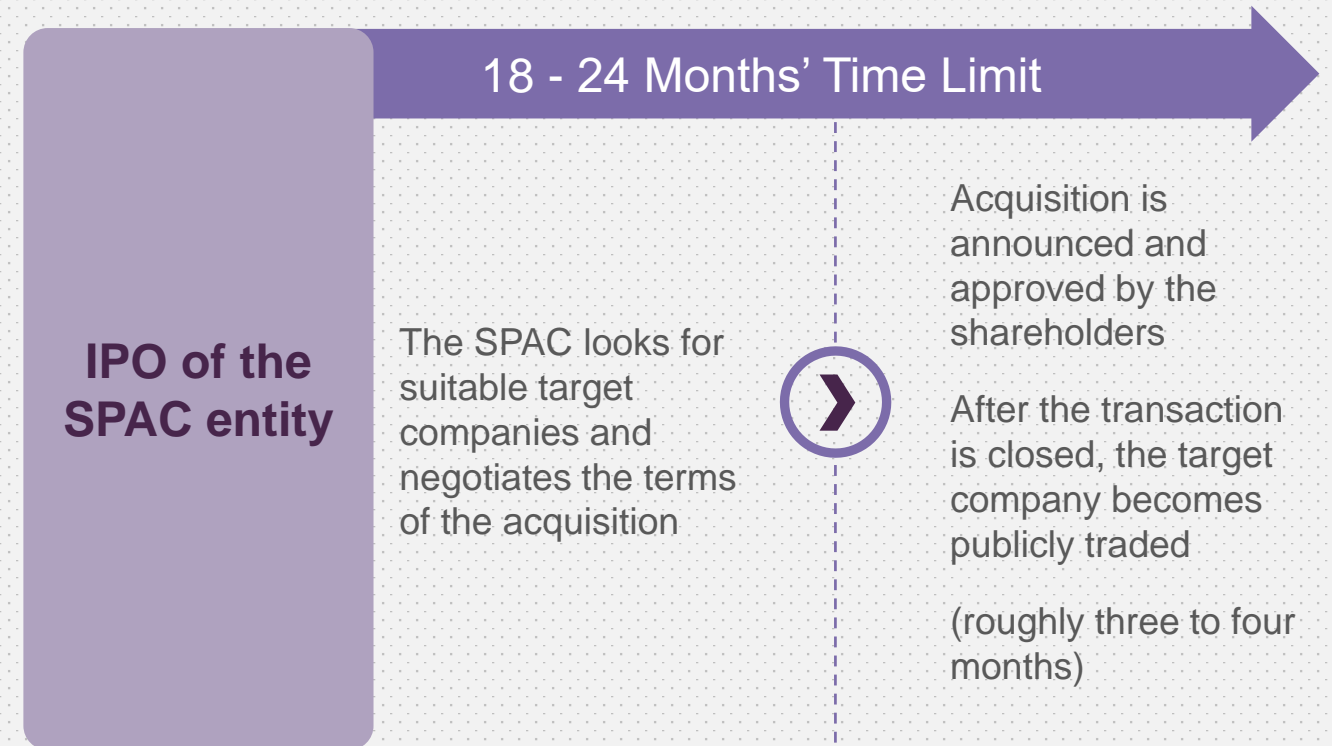 18 - 24 Months’ Time Limit
IPO of the
SPAC entity
The SPAC looks for
suitable target
companies and
negotiates the terms
of the acquisition
Acquisition is
announced and
approved by the
shareholders
After the transaction
is closed, the target
company becomes
publicly traded
(roughly three to four
months)